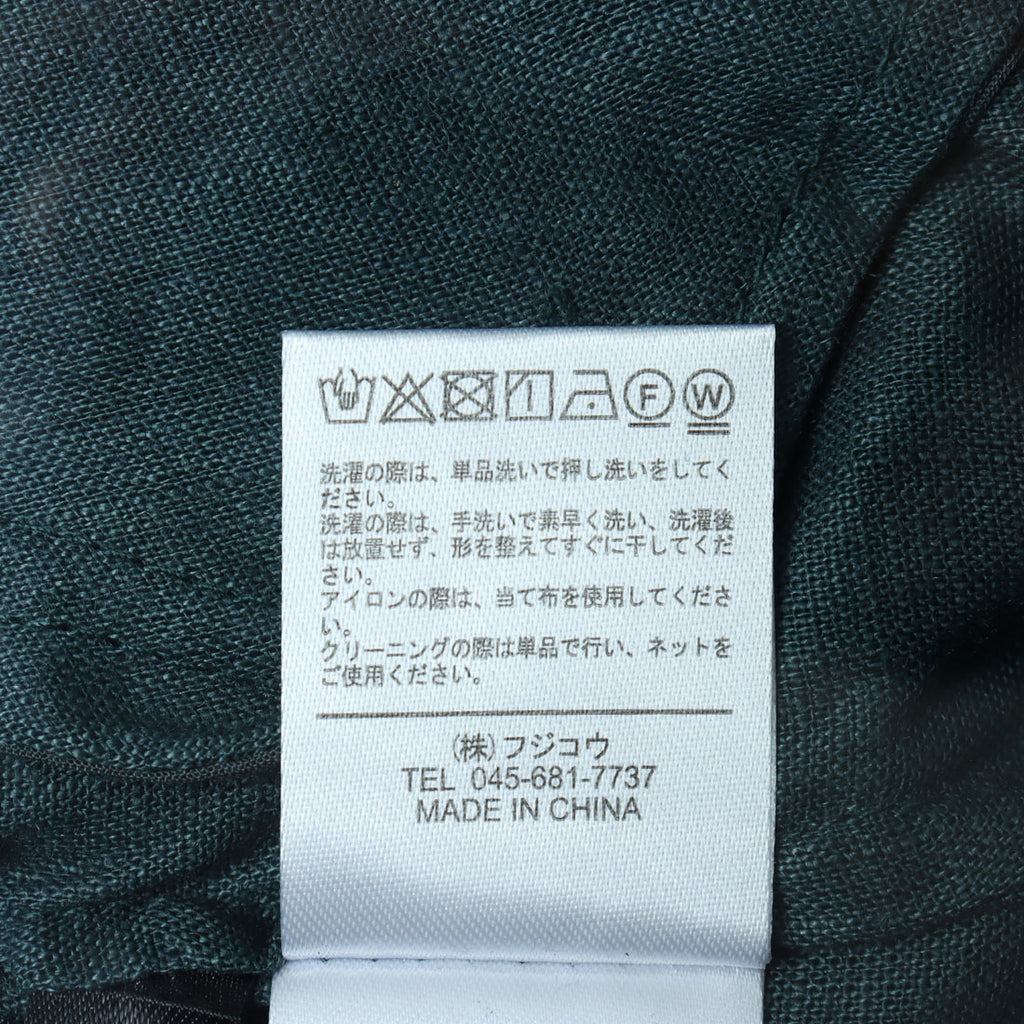 F W
洗濯の際は、単品洗いで押し洗いをしてく
ださい。
洗濯の際は、手洗いで素早く洗い、洗濯後
は放置せず、形を整えてすぐに干してくだ
さい。
アイロンの際は、当て布を使用してくださ
い。
クリーニングの際は単品で行い、ネットを
ご使用ください。
(株)フジコウ
TEL 045-681-7737
MADE IN CHINA